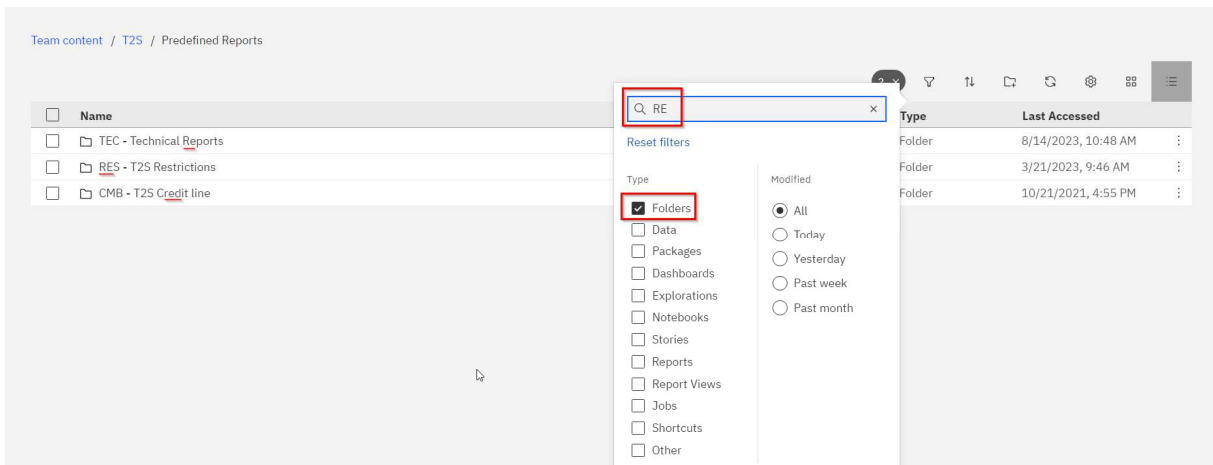 Team content / T2S / Predefined Reports
2 ×
Name Type Last Accessed
TEC - Technical Reports Folder 8/14/2023, 10:48 AM
RES - T2S Restrictions Folder 3/21/2023, 9:46 AM
CMB - T2S Credit line Folder 10/21/2021, 4:55 PM
RE ×
Reset filters
Type
Folders
Data
Packages
Dashboards
Explorations
Notebooks
Stories
Reports
Report Views
Jobs
Shortcuts
Other
Modified
All
Today
Yesterday
Past week
Past month